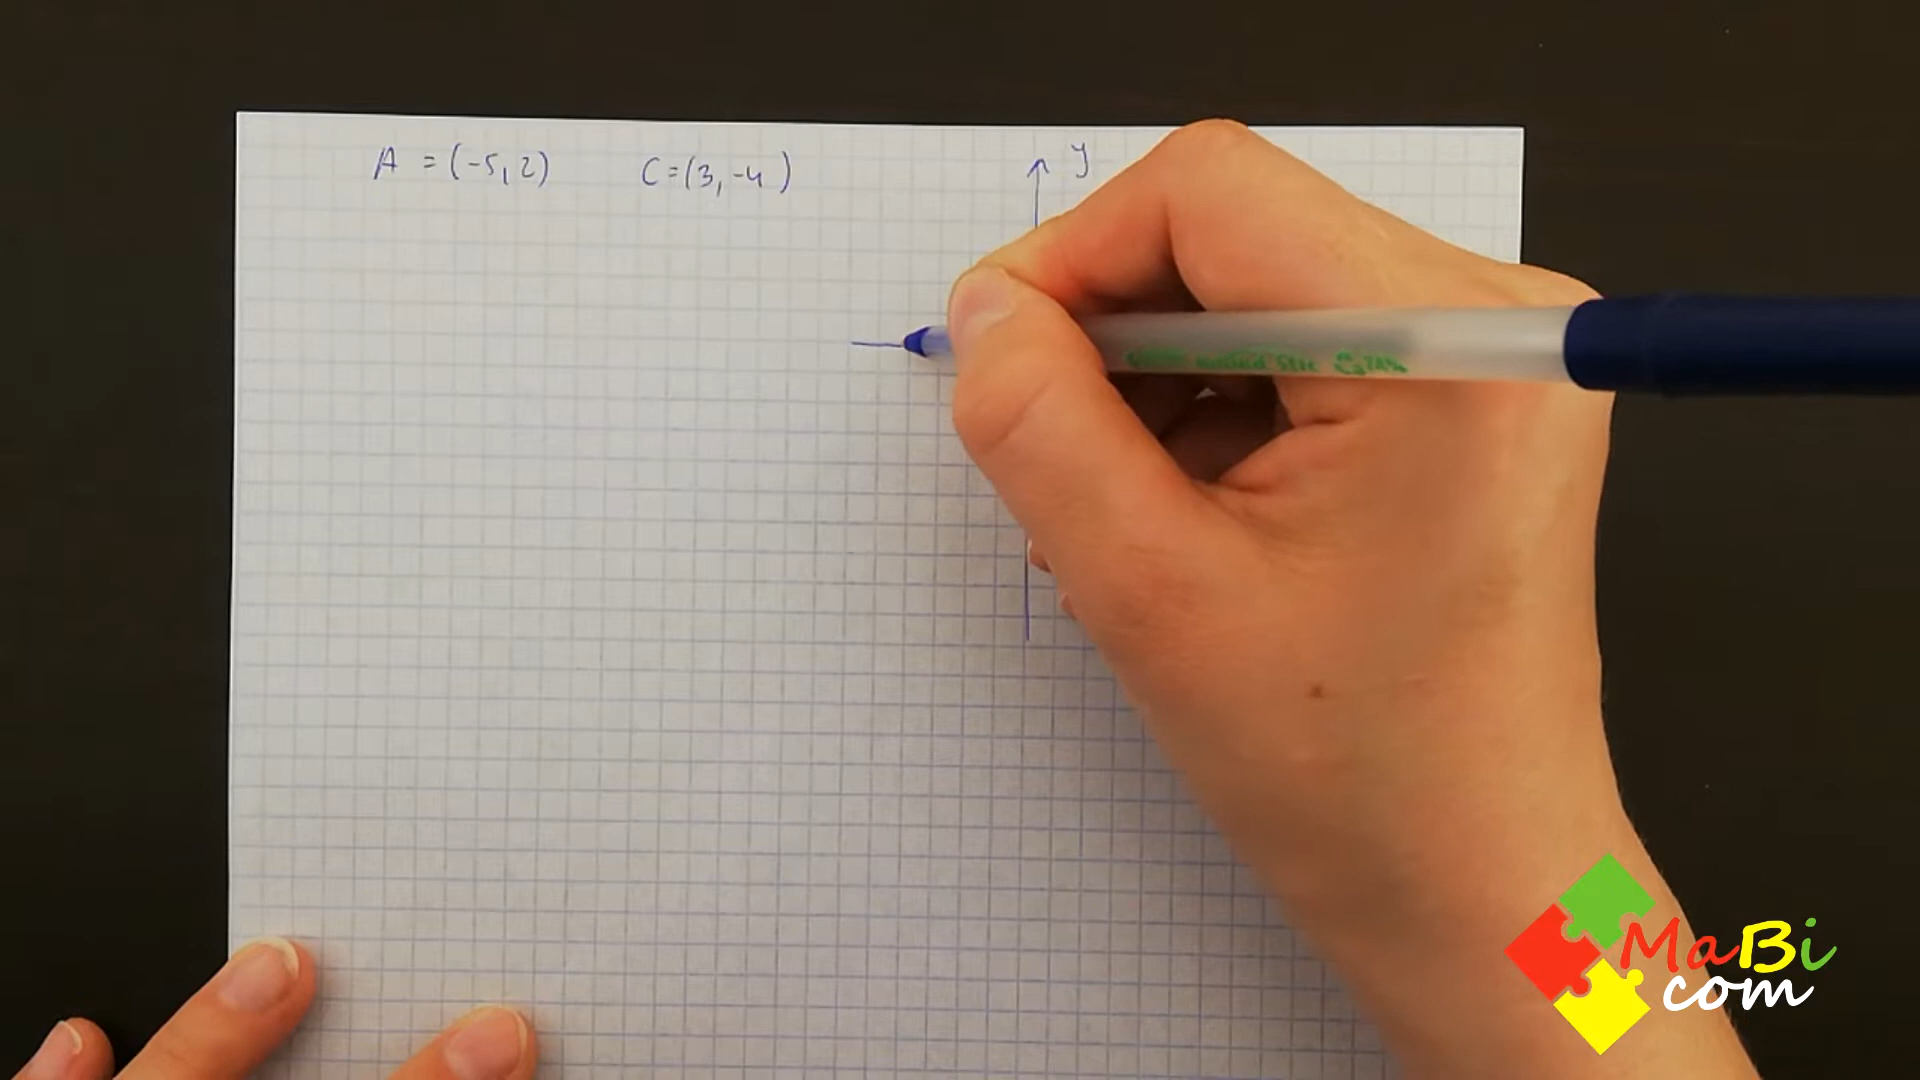 A = (-5, 2) C = (3, -4)
y
MaBi
com